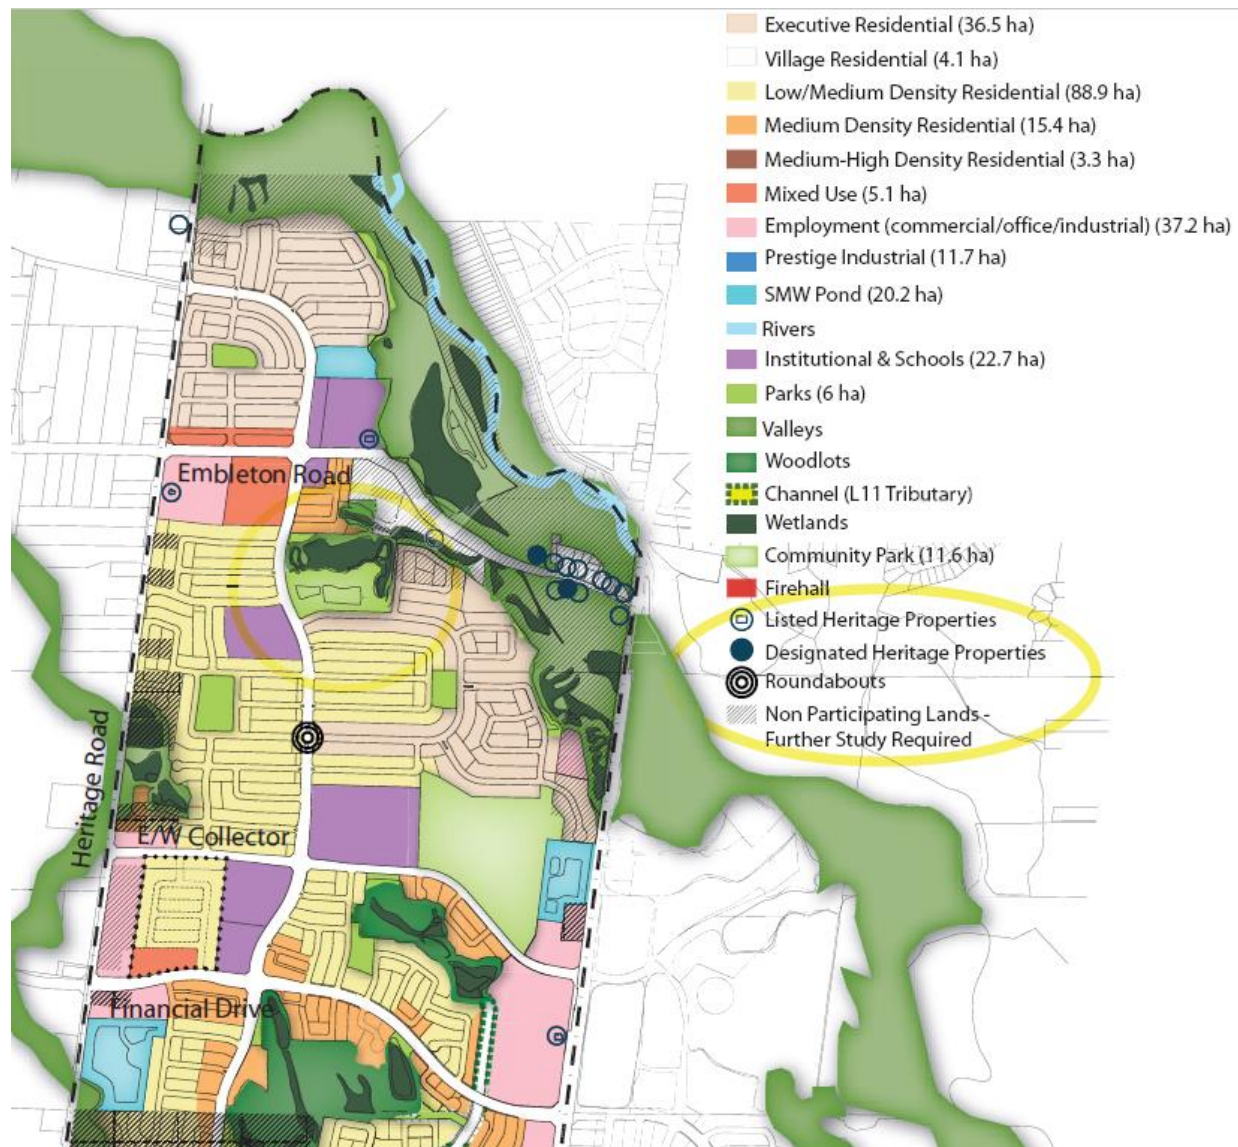 Executive Residential (36.5 ha)
Village Residential (4.1 ha)
Low/Medium Density Residential (88.9 ha)
Medium Density Residential (15.4 ha)
Medium-High Density Residential (3.3 ha)
Mixed Use (5.1 ha)
Employment (commercial/office/industrial) (37.2 ha)
Prestige Industrial (11.7 ha)
SMW Pond (20.2 ha)
Rivers
Institutional & Schools (22.7 ha)
Parks (6 ha)
Valleys
Woodlots
Channel (L11 Tributary)
Wetlands
Community Park (11.6 ha)
Firehall
Listed Heritage Properties
Designated Heritage Properties
Roundabouts
Non Participating Lands -
Further Study Required
Embleton Road
Heritage Road
E/W Collector
Financial Drive